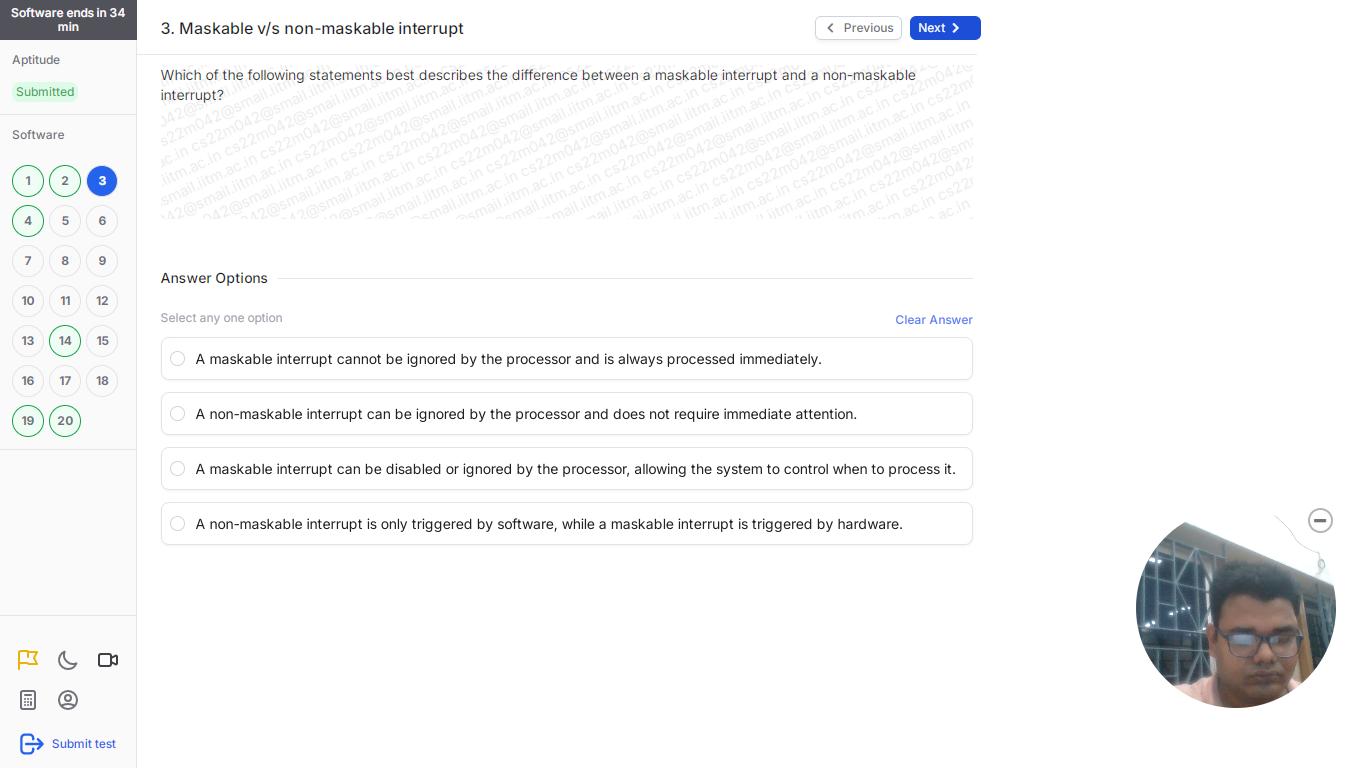 Software ends in 34
min
3. Maskable v/s non-maskable interrupt
Previous
Next
Aptitude
Submitted
Software
1 2 3
4 5 6
7 8 9
10 11 12
13 14 15
16 17 18
19 20
Submit test
Which of the following statements best describes the difference between a maskable interrupt and a non-maskable
interrupt?
cs22m042@smail.iitm.ac.in
Answer Options
Select any one option
Clear Answer
A maskable interrupt cannot be ignored by the processor and is always processed immediately.
A non-maskable interrupt can be ignored by the processor and does not require immediate attention.
A maskable interrupt can be disabled or ignored by the processor, allowing the system to control when to process it.
A non-maskable interrupt is only triggered by software, while a maskable interrupt is triggered by hardware.